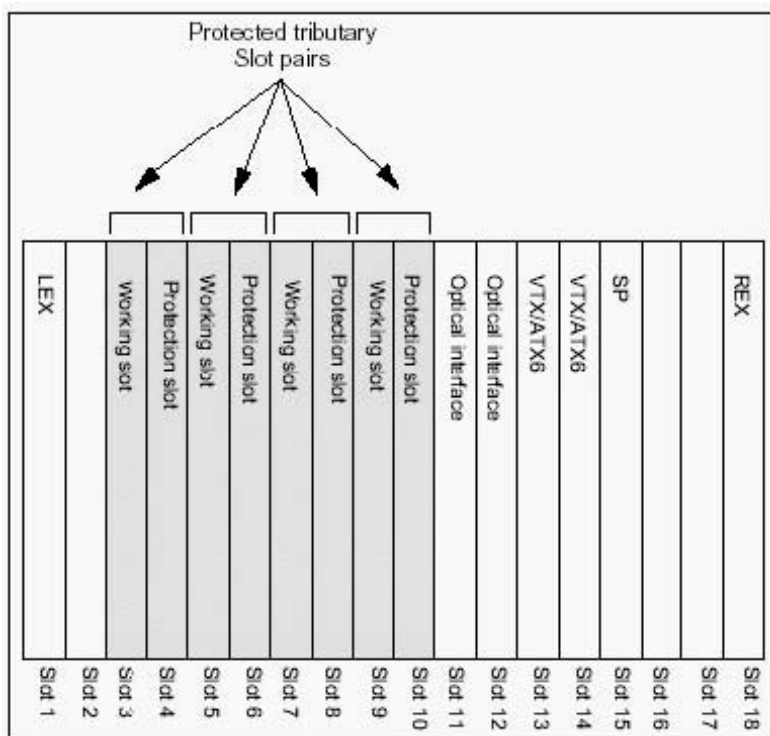 Protected tributary
Slot pairs
LEX
Working slot
Protection slot
Working slot
Protection slot
Working slot
Protection slot
Working slot
Protection slot
Optical interface
Optical interface
VTX/ATX6
VTX/ATX6
SP
REX
Slot 1
Slot 2
Slot 3
Slot 4
Slot 5
Slot 6
Slot 7
Slot 8
Slot 9
Slot 10
Slot 11
Slot 12
Slot 13
Slot 14
Slot 15
Slot 16
Slot 17
Slot 18